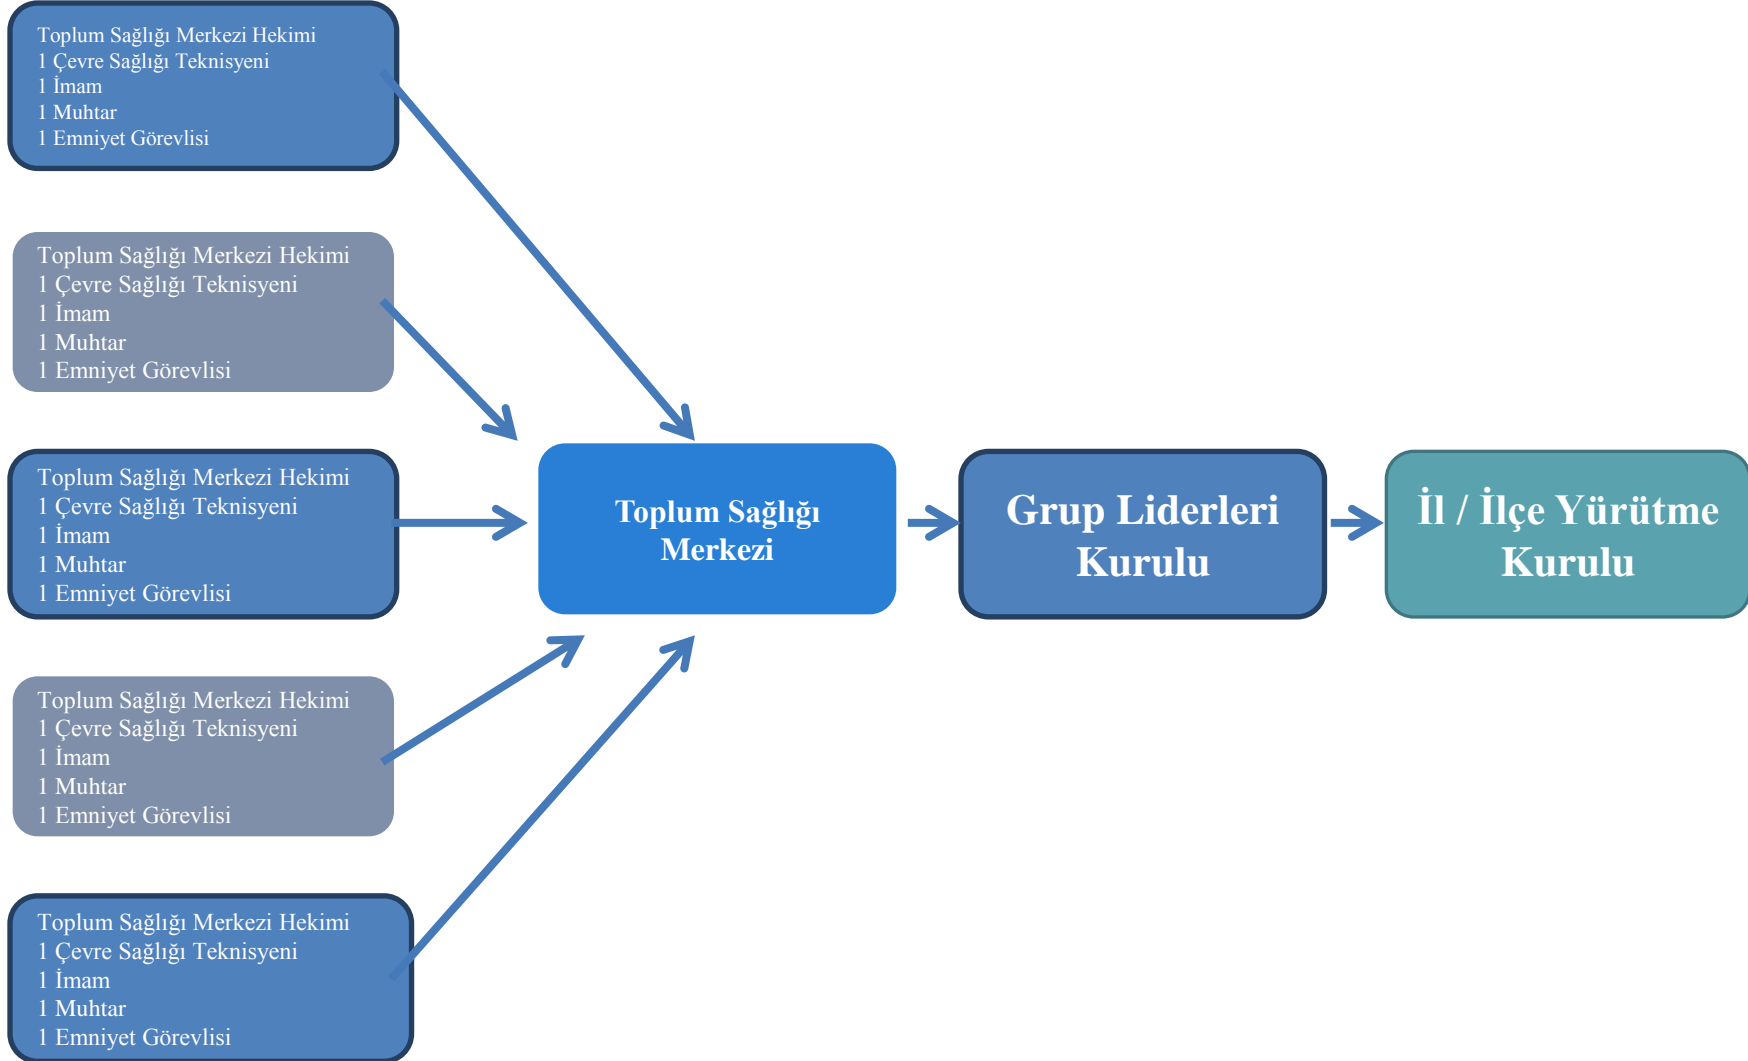 Toplum Sağlığı Merkezi Hekimi
1 Çevre Sağlığı Teknisyeni
1 İmam
1 Muhtar
1 Emniyet Görevlisi
Toplum Sağlığı Merkezi Hekimi
1 Çevre Sağlığı Teknisyeni
1 İmam
1 Muhtar
1 Emniyet Görevlisi
Toplum Sağlığı Merkezi Hekimi
1 Çevre Sağlığı Teknisyeni
1 İmam
1 Muhtar
1 Emniyet Görevlisi
Toplum Sağlığı Merkezi Hekimi
1 Çevre Sağlığı Teknisyeni
1 İmam
1 Muhtar
1 Emniyet Görevlisi
Toplum Sağlığı Merkezi Hekimi
1 Çevre Sağlığı Teknisyeni
1 İmam
1 Muhtar
1 Emniyet Görevlisi
Toplum Sağlığı
Merkezi
Grup Liderleri
Kurulu
İl / İlçe Yürütme
Kurulu